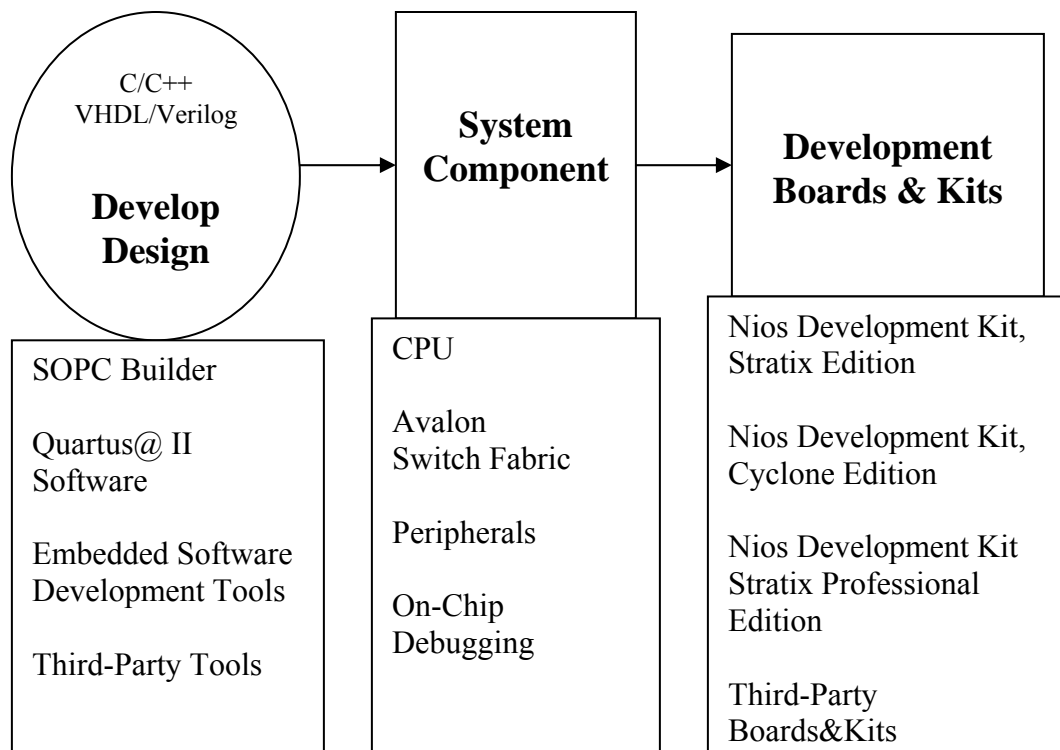 C/C++
VHDL/Verilog
Develop
Design
SOPC Builder
Quartus@ II
Software
Embedded Software
Development Tools
Third-Party Tools
System
Component
CPU
Avalon
Switch Fabric
Peripherals
On-Chip
Debugging
Development
Boards & Kits
Nios Development Kit,
Stratix Edition
Nios Development Kit,
Cyclone Edition
Nios Development Kit
Stratix Professional
Edition
Third-Party
Boards&Kits